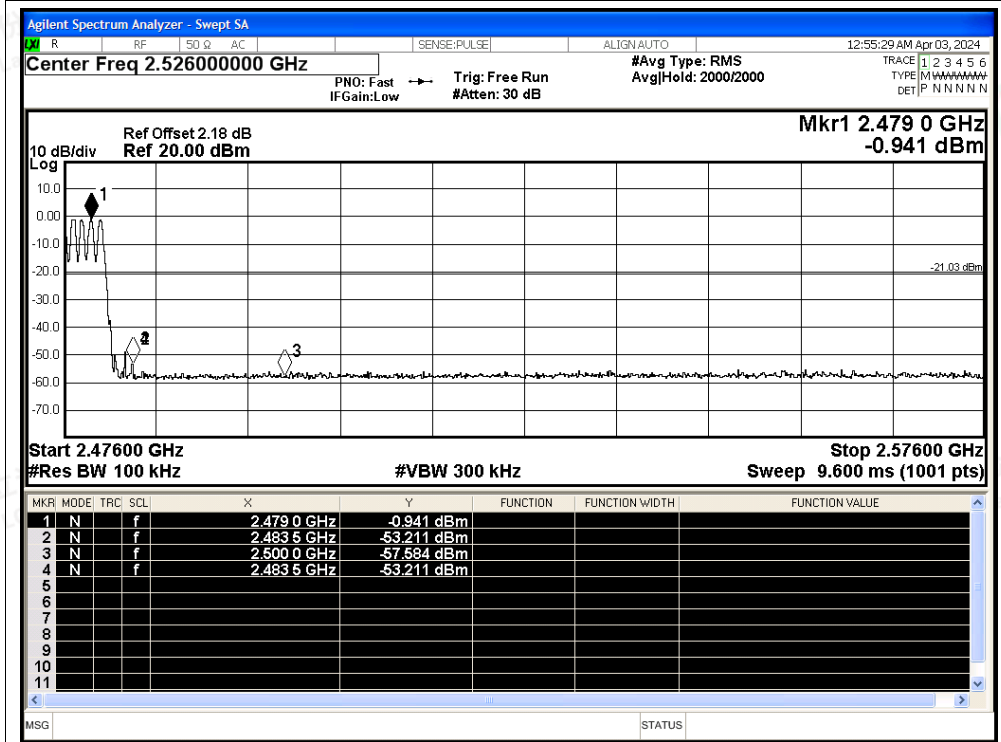 Agilent Spectrum Analyzer - Swept SA
LXI R RF 50 Ω AC SENSE:PULSE ALIGN AUTO 12:55:29 AM Apr 03, 2024
Center Freq 2.526000000 GHz
PNO: Fast
IFGain:Low
Trig: Free Run
#Atten: 30 dB
#Avg Type: RMS
Avg|Hold: 2000/2000
TRACE 1 2 3 4 5 6
TYPE M WWWWW
DET P N N N N N
Ref Offset 2.18 dB
10 dB/div Ref 20.00 dBm
Log
Mkr1 2.479 0 GHz
-0.941 dBm
10.0
0.00
-10.0
-20.0
-30.0
-40.0
-50.0
-60.0
-70.0
1
-21.03 dBm
3
Start 2.47600 GHz Stop 2.57600 GHz
#Res BW 100 kHz #VBW 300 kHz Sweep 9.600 ms (1001 pts)
MKR MODE TRC SCL X Y FUNCTION FUNCTION WIDTH FUNCTION VALUE
1 N f 2.479 0 GHz -0.941 dBm
2 N f 2.483 5 GHz -53.211 dBm
3 N f 2.500 0 GHz -57.584 dBm
4 N f 2.483 5 GHz -53.211 dBm
5
6
7
8
9
10
11
MSG STATUS